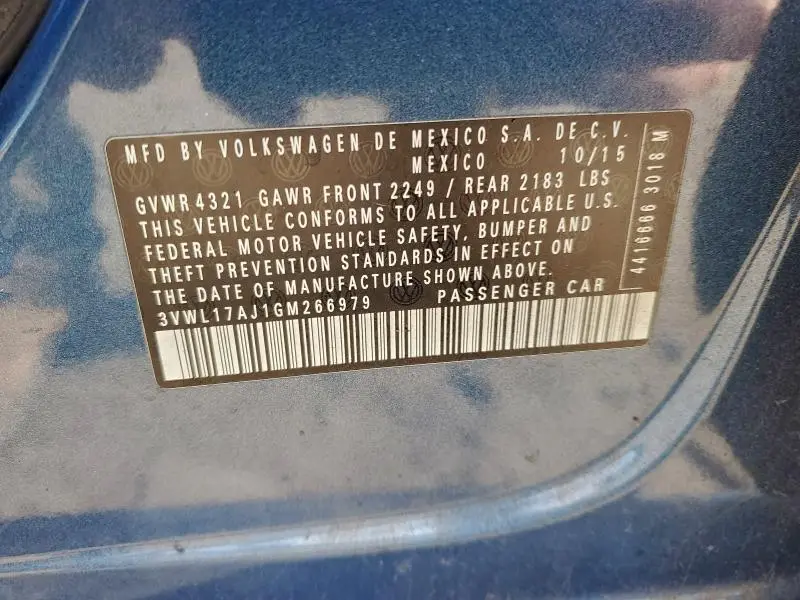 MFD BY VOLKSWAGEN DE MEXICO S.A. DE C.V.
MEXICO 10/15
GVWR 4321 GAWR FRONT 2249 / REAR 2183 LBS
THIS VEHICLE CONFORMS TO ALL APPLICABLE U.S.
FEDERAL MOTOR VEHICLE SAFETY, BUMPER AND
THEFT PREVENTION STANDARDS IN EFFECT ON
THE DATE OF MANUFACTURE SHOWN ABOVE.
3VWL17AJ1GM266979 PASSENGER CAR
4416666 3018 M